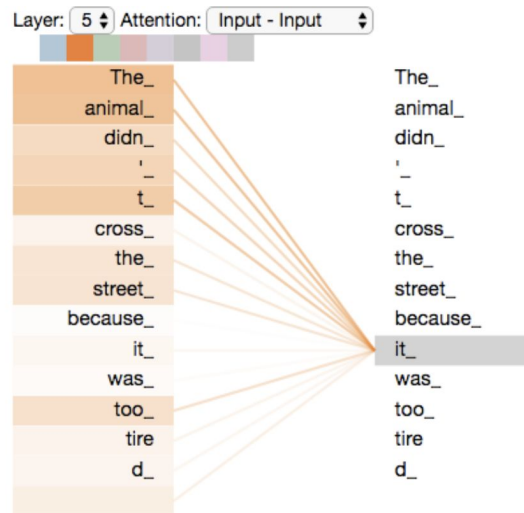 Layer: 5 Attention: Input - Input
The_ The_
animal_ animal_
didn_ didn_
'_ '_
t_ t_
cross_ cross_
the_ the_
street_ street_
because_ because_
it_ it_
was_ was_
too_ too_
tire tire
d_ d_